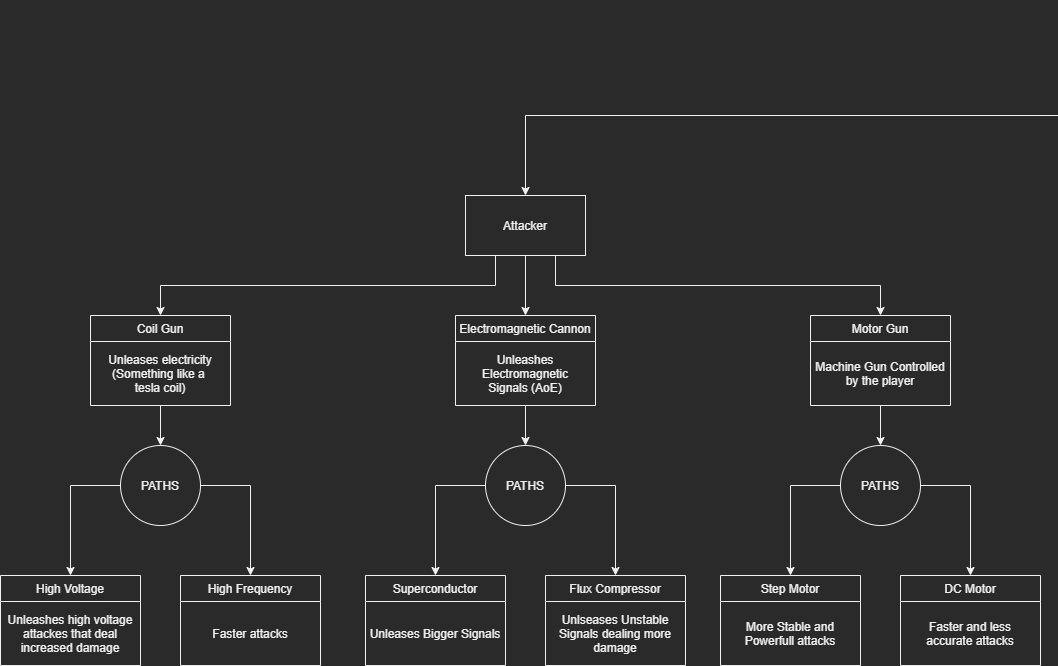 Attacker
Coil Gun
Unleases electricity
(Something like a
tesla coil)
Electromagnetic Cannon
Unleashes
Electromagnetic
Signals (AoE)
Motor Gun
Machine Gun Controlled
by the player
PATHS
PATHS
PATHS
High Voltage
Unleashes high voltage
attackes that deal
increased damage
High Frequency
Faster attacks
Superconductor
Unleases Bigger Signals
Flux Compressor
Unlseases Unstable
Signals dealing more
damage
Step Motor
More Stable and
Powerfull attacks
DC Motor
Faster and less
accurate attacks